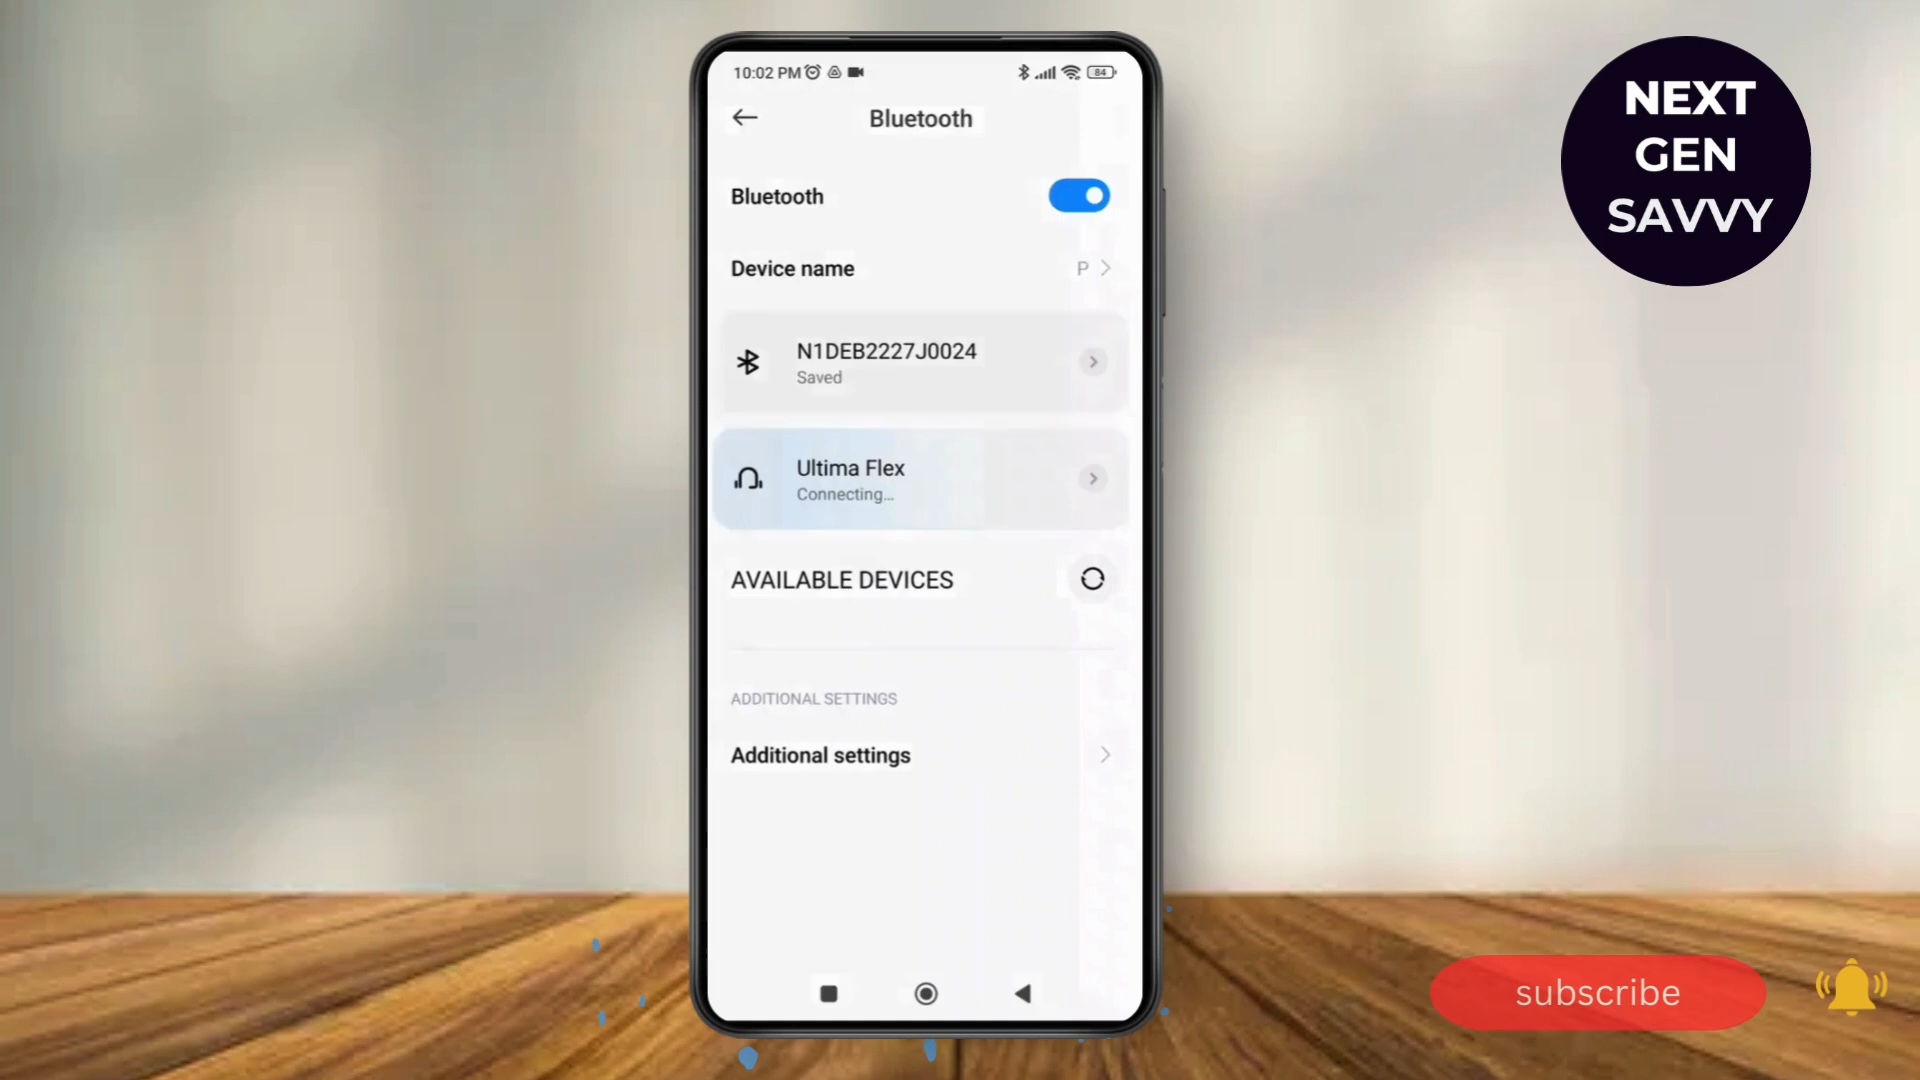 10:02 PM
84
Bluetooth
Bluetooth
Device name
P
N1DEB2227J0024
Saved
Ultima Flex
Connecting...
AVAILABLE DEVICES
ADDITIONAL SETTINGS
Additional settings
NEXT
GEN
SAVVY
subscribe